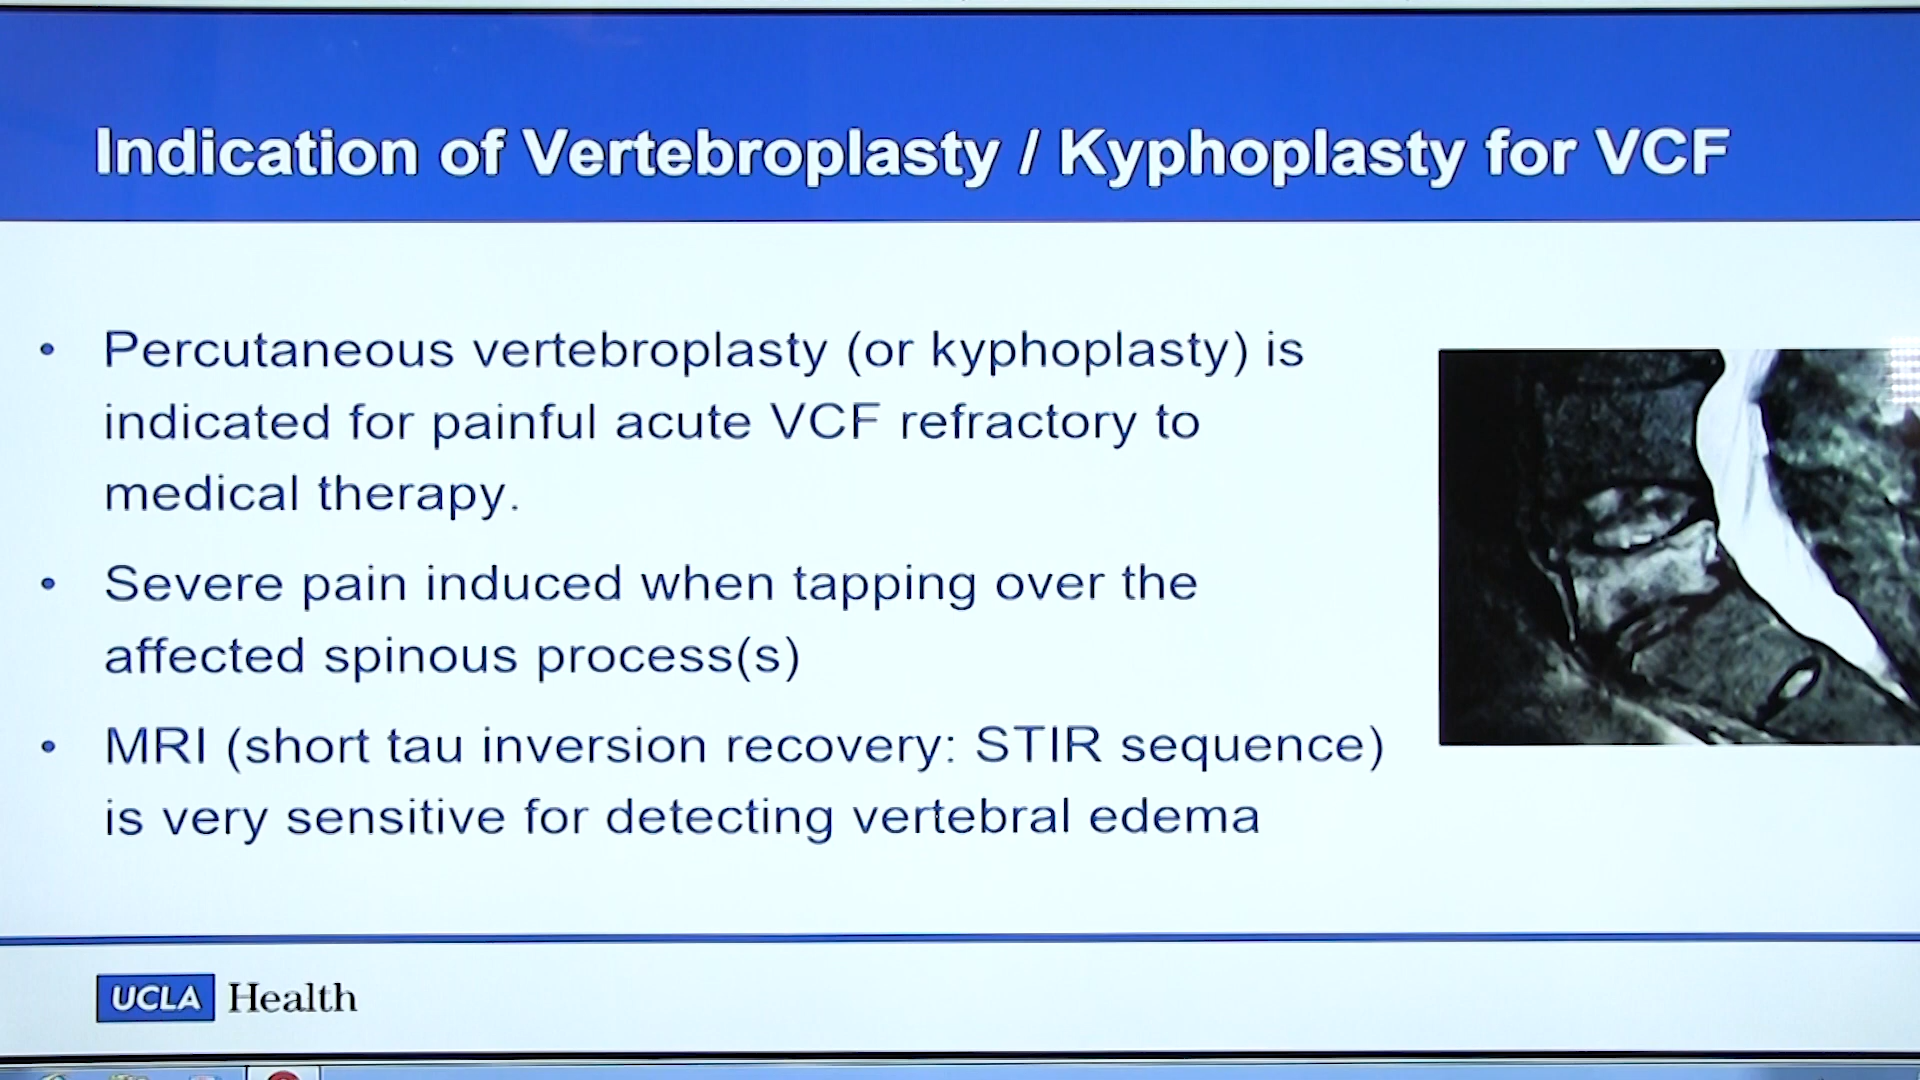 Indication of Vertebroplasty / Kyphoplasty for VCF
• Percutaneous vertebroplasty (or kyphoplasty) is
indicated for painful acute VCF refractory to
medical therapy.
• Severe pain induced when tapping over the
affected spinous process(s)
• MRI (short tau inversion recovery: STIR sequence)
is very sensitive for detecting vertebral edema
UCLA Health